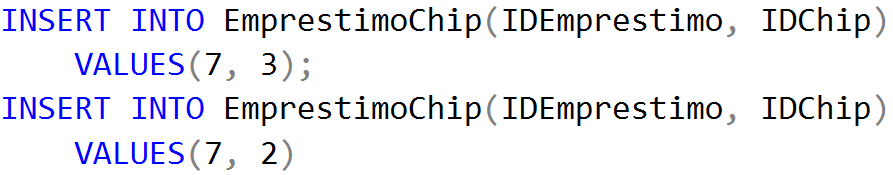 INSERT INTO EmprestimoChip(IDEmprestimo, IDChip)
    VALUES(7, 3);
INSERT INTO EmprestimoChip(IDEmprestimo, IDChip)
    VALUES(7, 2)